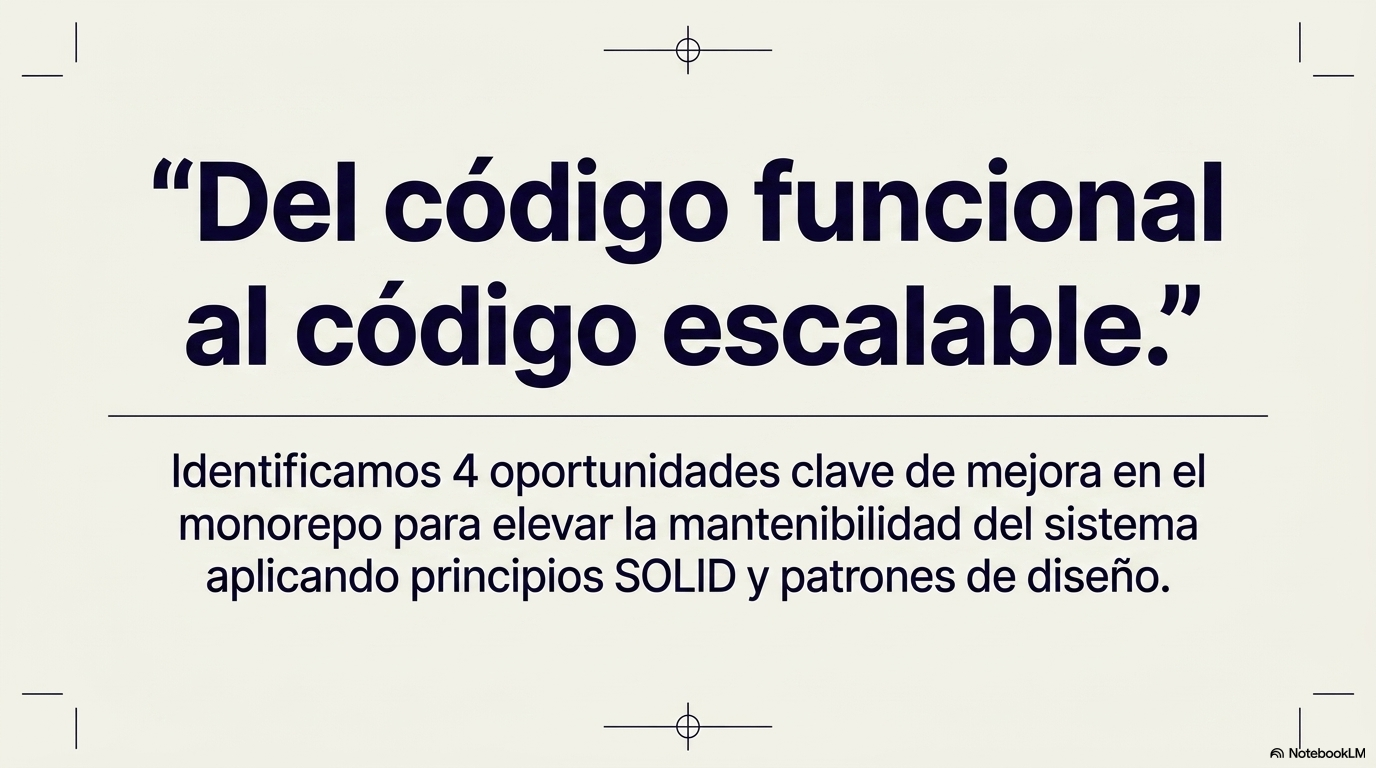 “Del código funcional
al código escalable.”
Identificamos 4 oportunidades clave de mejora en el
monorepo para elevar la mantenibilidad del sistema
aplicando principios SOLID y patrones de diseño.
NotebookLM